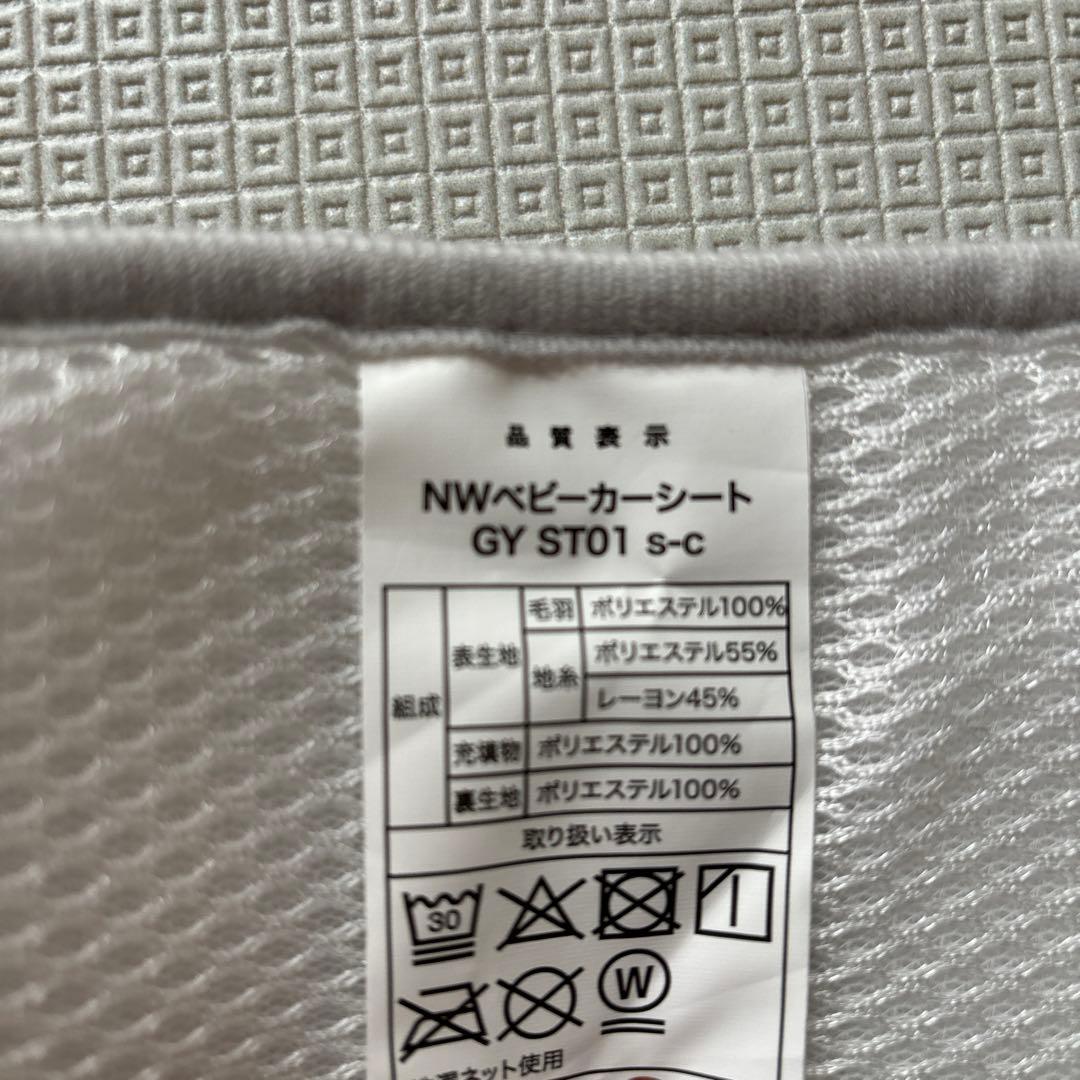 品質表示
NWベビーカーシート
GY ST01 s-c
組成 表生地 毛羽 ポリエステル100%
地糸 ポリエステル55%
レーヨン45%
充填物 ポリエステル100%
裏生地 ポリエステル100%
取り扱い表示
30
W
ネット使用